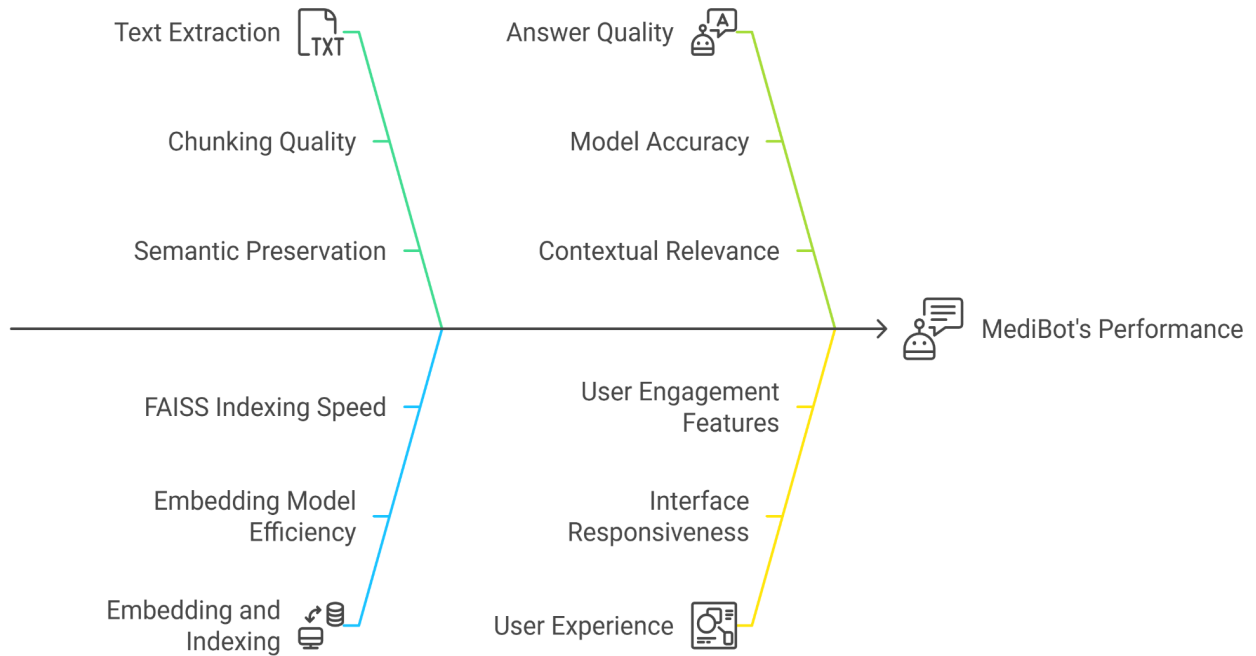 Text Extraction
TXT
Chunking Quality
Semantic Preservation
Answer Quality
A
Model Accuracy
Contextual Relevance
MediBot's Performance
FAISS Indexing Speed
Embedding Model
Efficiency
Embedding and
Indexing
User Engagement
Features
Interface
Responsiveness
User Experience